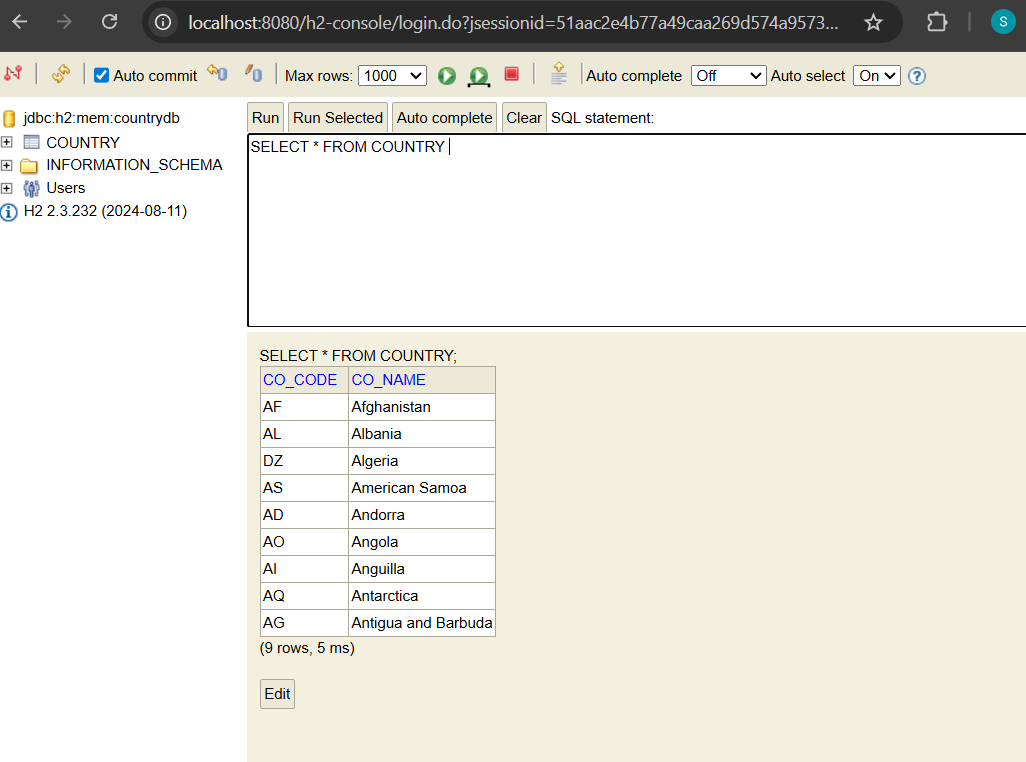 localhost:8080/h2-console/login.do?jsessionid=51aac2e4b77a49caa269d574a9573...
S
Auto commit Max rows: 1000 Auto complete Off Auto select On ?
jdbc:h2:mem:countrydb
COUNTRY
INFORMATION_SCHEMA
Users
H2 2.3.232 (2024-08-11)
Run Run Selected Auto complete Clear SQL statement:
SELECT * FROM COUNTRY
SELECT * FROM COUNTRY;
CO_CODE CO_NAME
AF Afghanistan
AL Albania
DZ Algeria
AS American Samoa
AD Andorra
AO Angola
AI Anguilla
AQ Antarctica
AG Antigua and Barbuda
(9 rows, 5 ms)
Edit